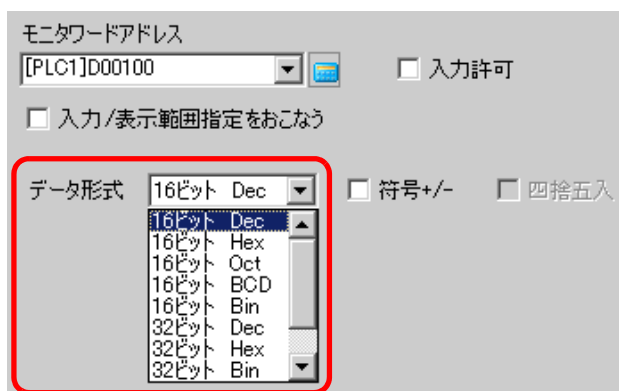 モニタワードアドレス
[PLC1]D00100
入力許可
入力/表示範囲指定をおこなう
データ形式 16ビット Dec 符号+/- 四捨五入
16ビット Dec
16ビット Hex
16ビット Oct
16ビット BCD
16ビット Bin
32ビット Dec
32ビット Hex
32ビット Bin